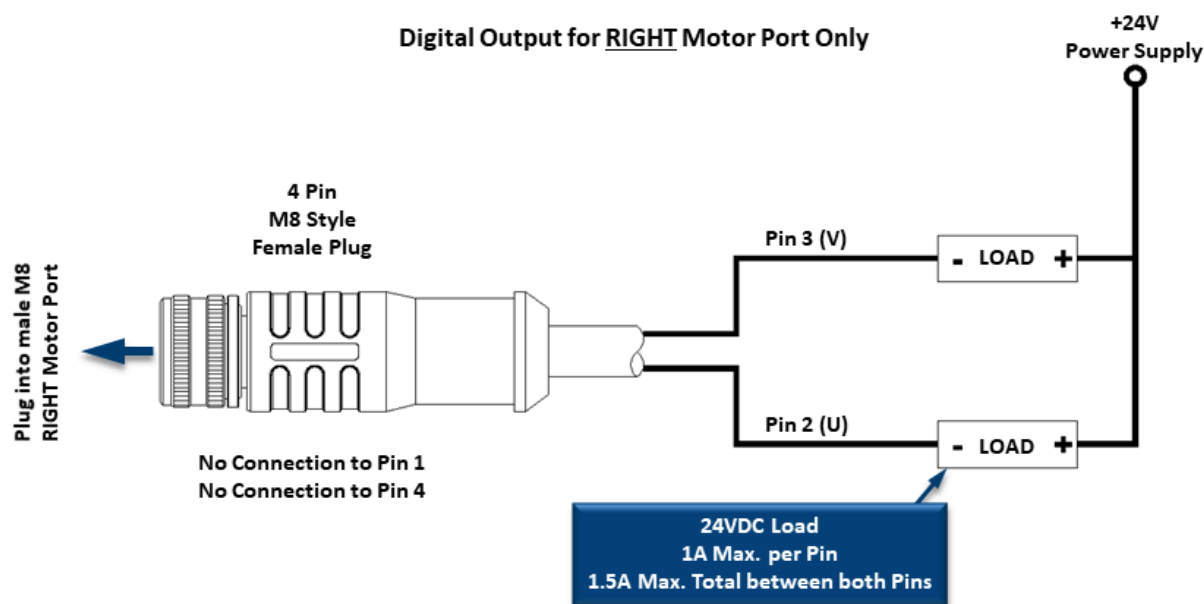 Digital Output for RIGHT Motor Port Only
+24V
Power Supply
4 Pin
M8 Style
Female Plug
Plug into male M8
RIGHT Motor Port
Pin 3 (V)
- LOAD +
Pin 2 (U)
- LOAD +
No Connection to Pin 1
No Connection to Pin 4
24VDC Load
1A Max. per Pin
1.5A Max. Total between both Pins